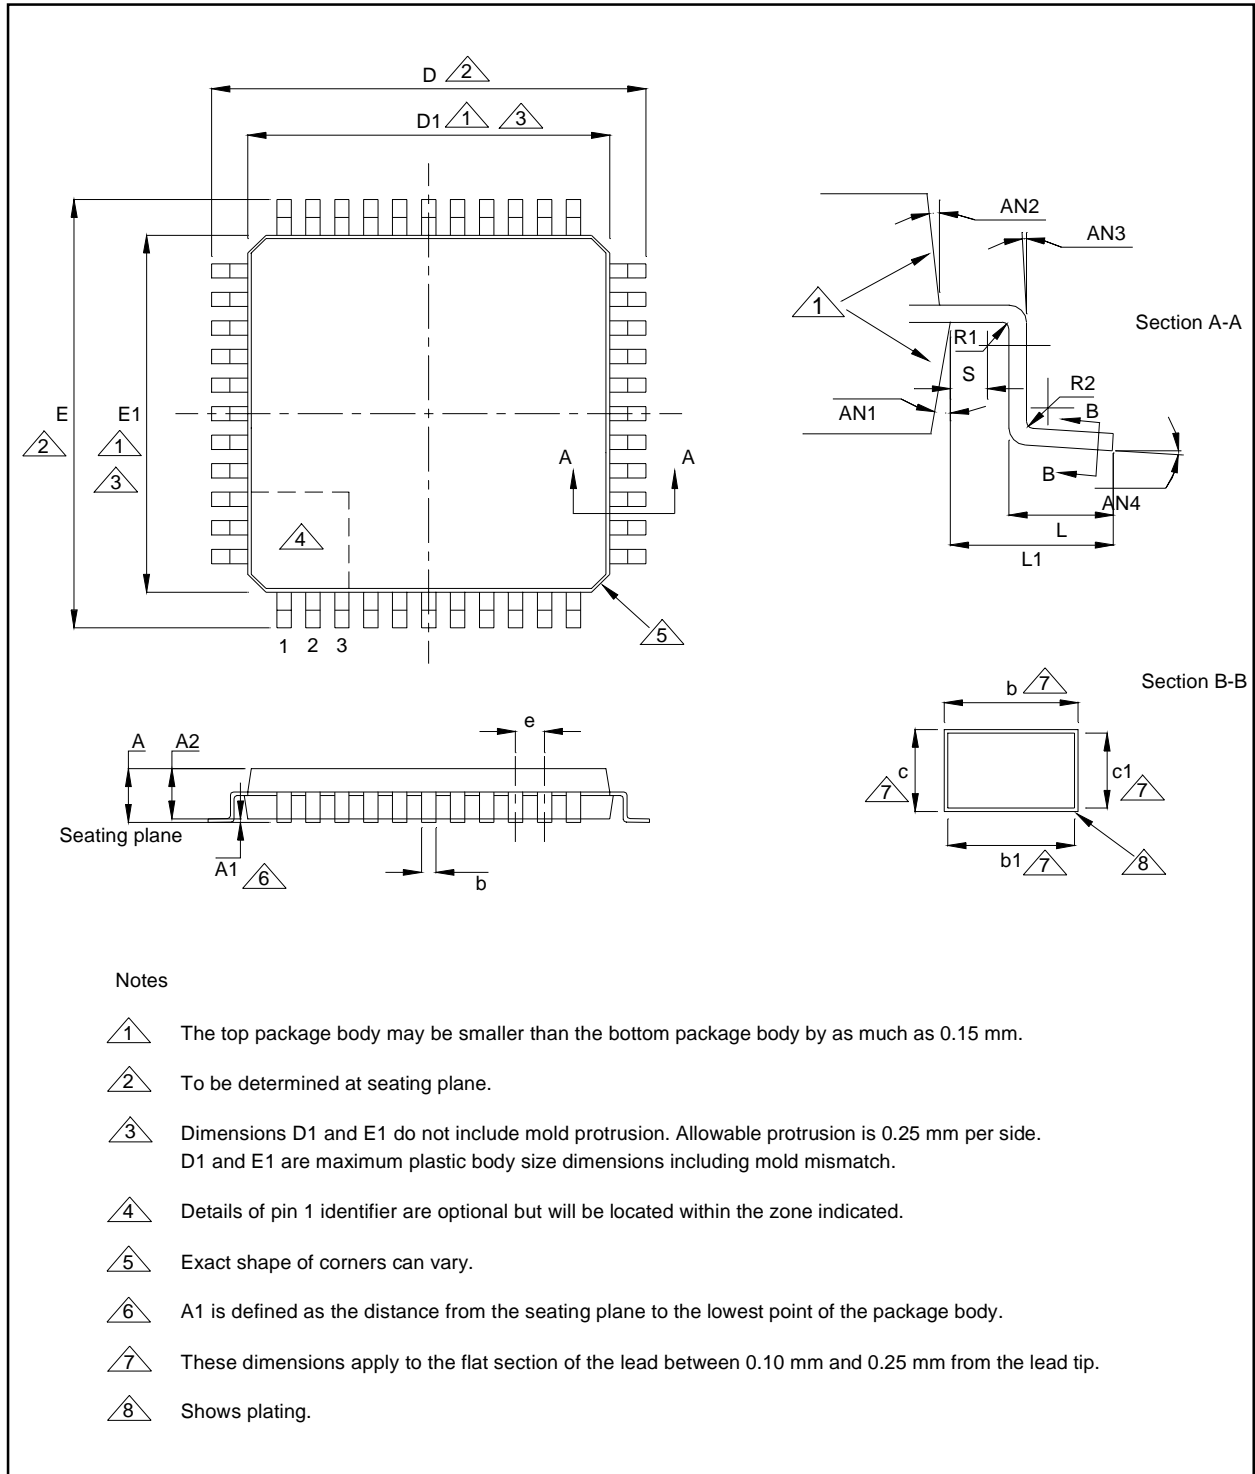 D 2
D1 1 3
E
2
E1
1
3
A A
4
1 2 3
5
AN2
AN3
1
Section A-A
R1
S
R2
AN1
B
B
AN4
L
L1
Section B-B
b 7
c
7
c1
7
b1 7
8
A A2
e
Seating plane
A1 6
b
Notes
1 The top package body may be smaller than the bottom package body by as much as 0.15 mm.
2 To be determined at seating plane.
3 Dimensions D1 and E1 do not include mold protrusion. Allowable protrusion is 0.25 mm per side.
D1 and E1 are maximum plastic body size dimensions including mold mismatch.
4 Details of pin 1 identifier are optional but will be located within the zone indicated.
5 Exact shape of corners can vary.
6 A1 is defined as the distance from the seating plane to the lowest point of the package body.
7 These dimensions apply to the flat section of the lead between 0.10 mm and 0.25 mm from the lead tip.
8 Shows plating.